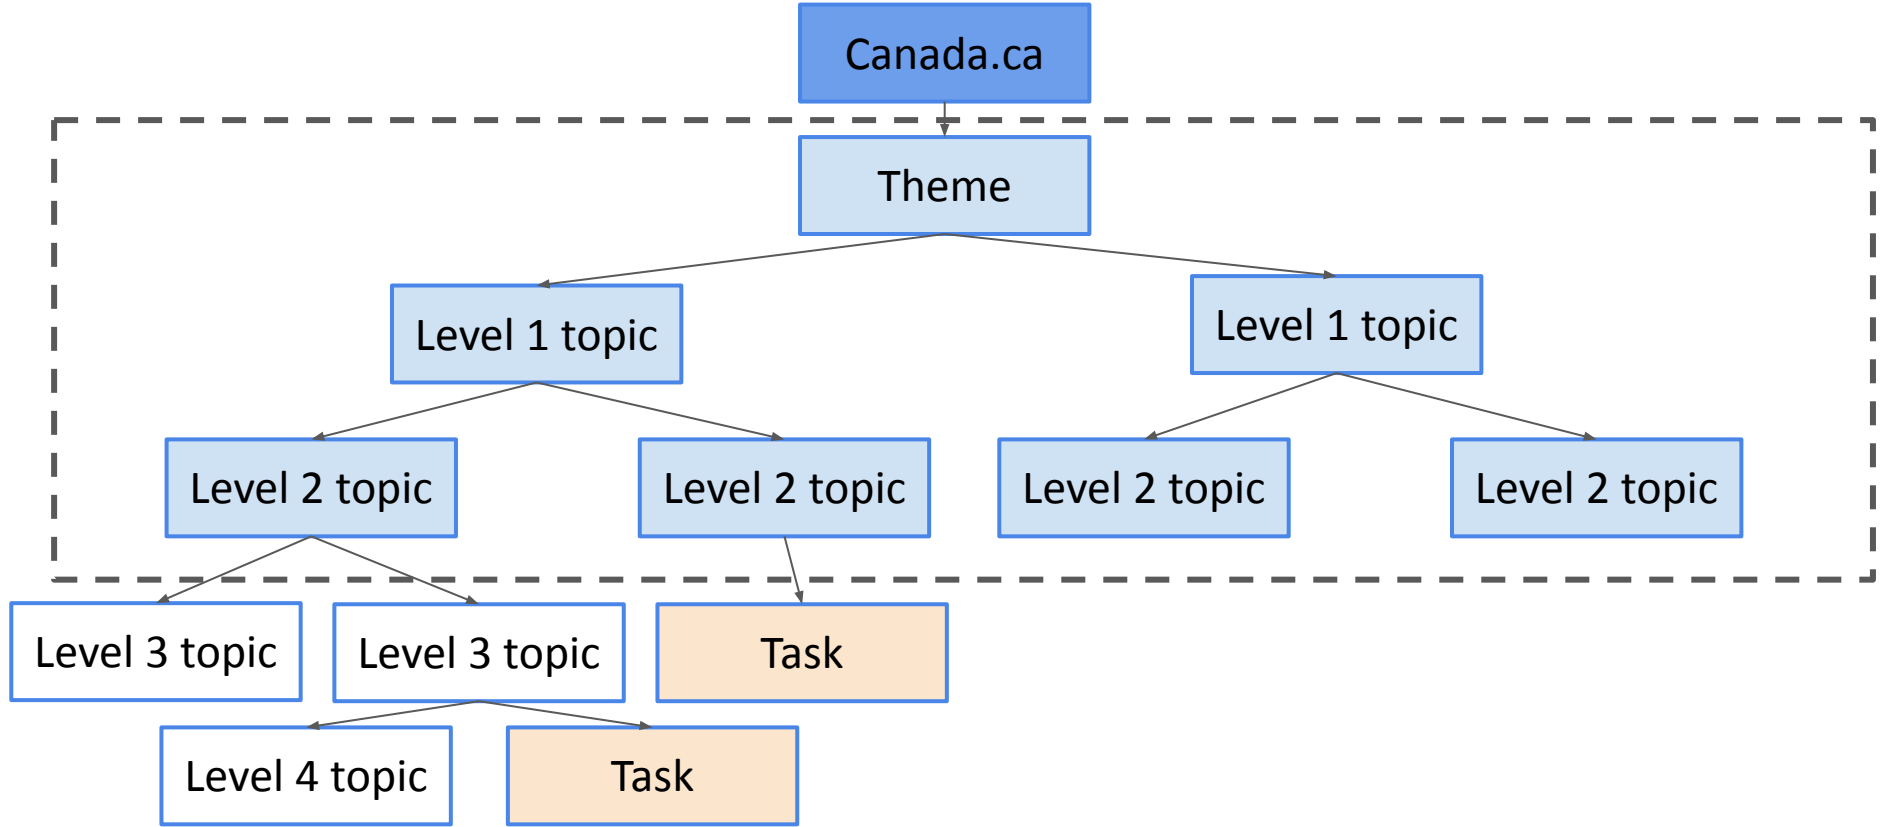 Canada.ca
Theme
Level 1 topic
Level 1 topic
Level 2 topic
Level 2 topic
Level 2 topic
Level 2 topic
Level 3 topic
Level 3 topic
Task
Level 4 topic
Task